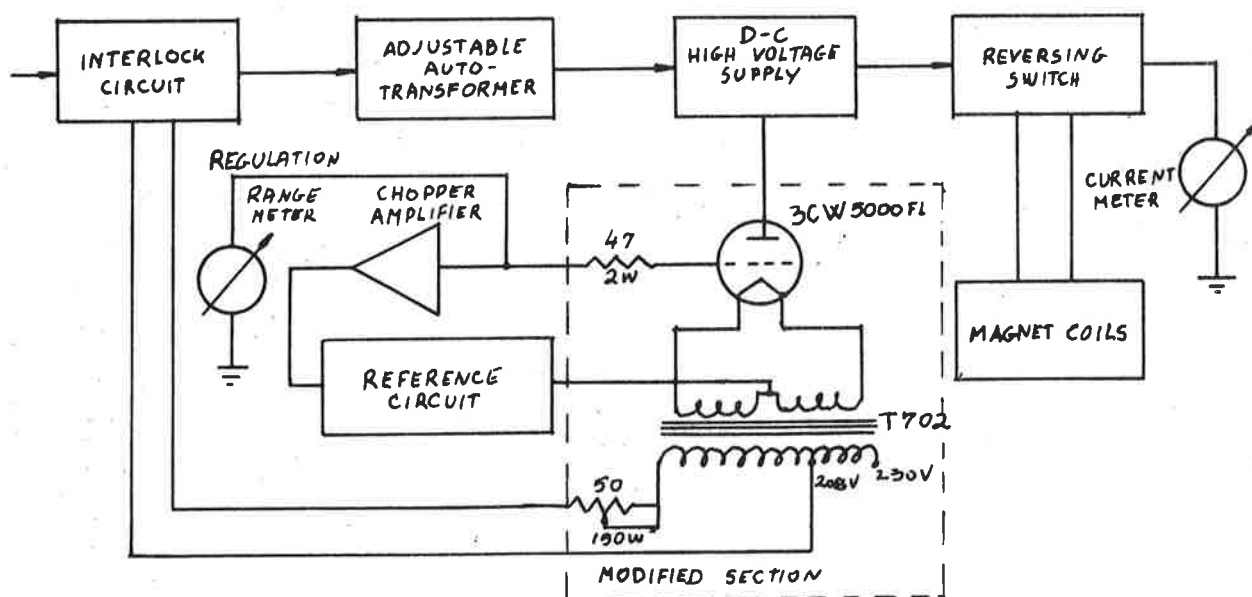 INTERLOCK
CIRCUIT
ADJUSTABLE
AUTO-
TRANSFORMER
D-C
HIGH VOLTAGE
SUPPLY
REVERSING
SWITCH
REGULATION
RANGE
METER
CHOPPER
AMPLIFIER
47
2W
3CW5000F1
CURRENT
METER
MAGNET COILS
REFERENCE
CIRCUIT
T702
208V
230V
50
150W
MODIFIED SECTION